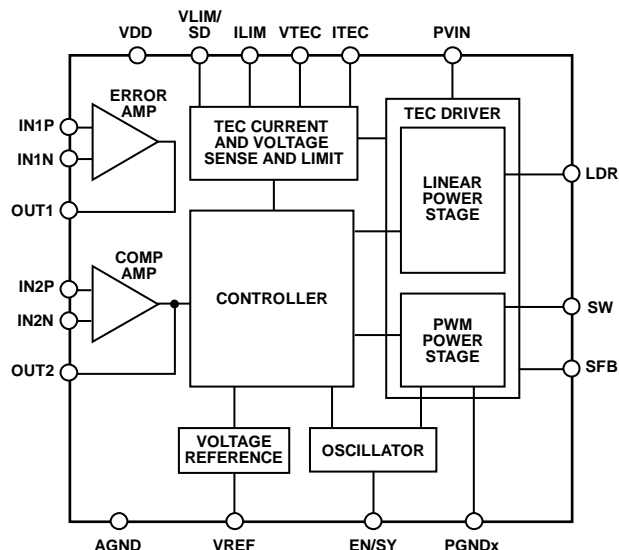 VLIM/
SD
VDD
ILIM
VTEC
ITEC
PVIN
ERROR
AMP
IN1P
IN1N
OUT1
TEC CURRENT
AND VOLTAGE
SENSE AND LIMIT
TEC DRIVER
LINEAR
POWER
STAGE
LDR
COMP
AMP
IN2P
IN2N
OUT2
CONTROLLER
PWM
POWER
STAGE
SW
SFB
VOLTAGE
REFERENCE
OSCILLATOR
AGND
VREF
EN/SY
PGNDx